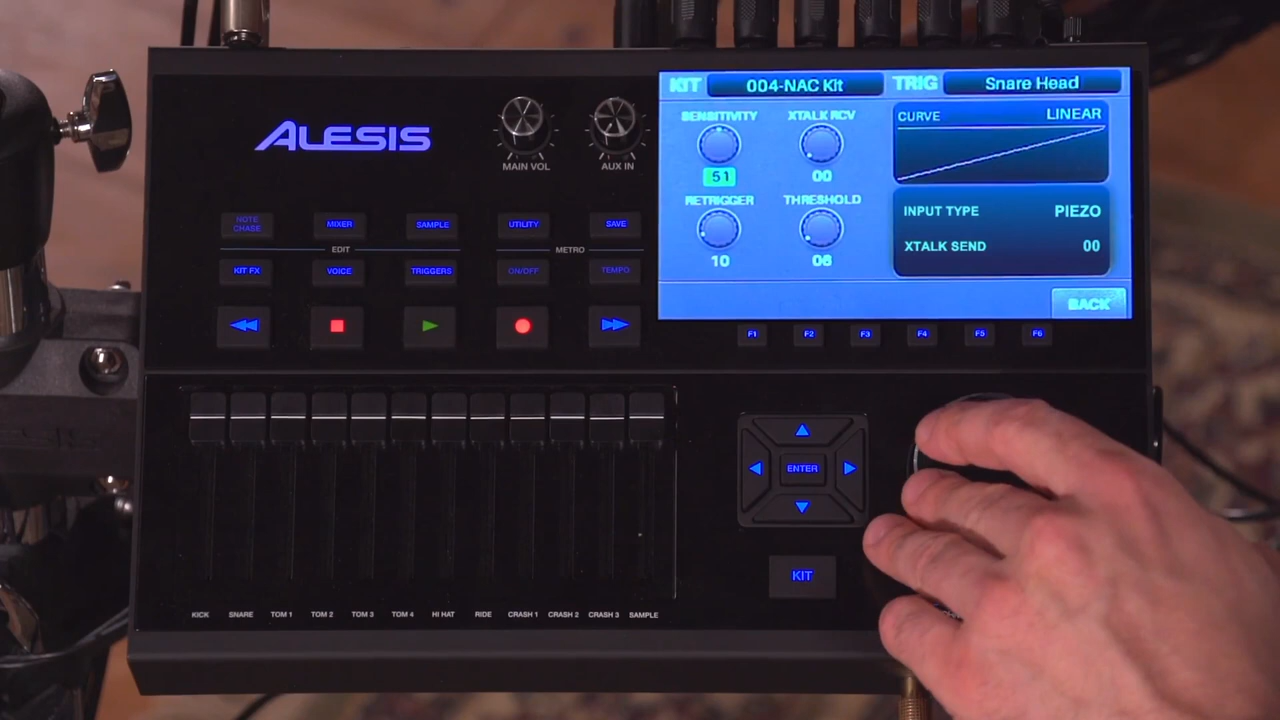 ALESIS
MAIN VOL
AUX IN
NOTE CHASE
MIXER
SAMPLE
UTILITY
SAVE
EDIT
METRO
KIT FX
VOICE
TRIGGERS
ON/OFF
TEMPO
KIT 004-NAC Kit TRIG Snare Head
SENSITIVITY XTALK RCV
51 00
RETRIGGER THRESHOLD
10 06
CURVE LINEAR
INPUT TYPE PIEZO
XTALK SEND 00
BACK
F1 F2 F3 F4 F5 F6
ENTER
KIT
KICK SNARE TOM 1 TOM 2 TOM 3 TOM 4 HI HAT RIDE CRASH 1 CRASH 2 CRASH 3 SAMPLE